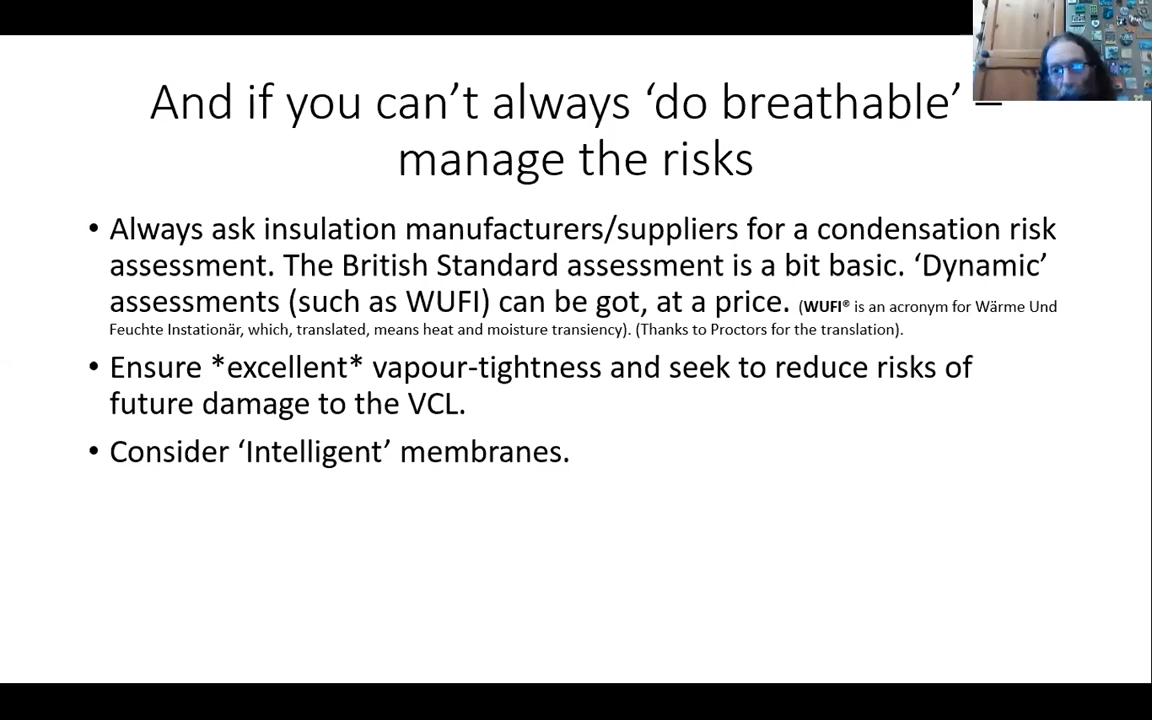 And if you can’t always ‘do breathable’ –
manage the risks
• Always ask insulation manufacturers/suppliers for a condensation risk
assessment. The British Standard assessment is a bit basic. ‘Dynamic’
assessments (such as WUFI) can be got, at a price. (WUFI® is an acronym for Wärme Und
Feuchte Instationär, which, translated, means heat and moisture transiency). (Thanks to Proctors for the translation).
• Ensure *excellent* vapour-tightness and seek to reduce risks of
future damage to the VCL.
• Consider ‘Intelligent’ membranes.